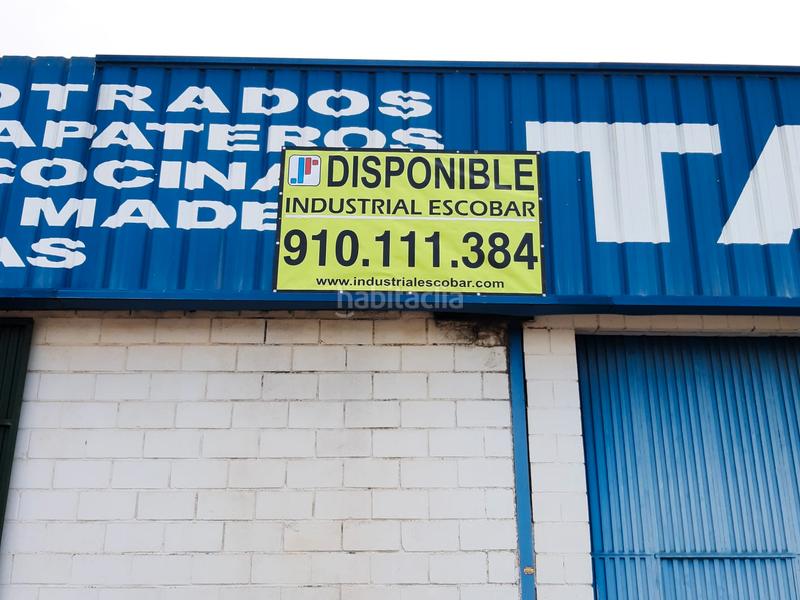 OTRADOS
APATEROS
COCINA
MADE
AS
TA
DISPONIBLE
INDUSTRIAL ESCOBAR
910.111.384
www.industrialescobar.com
habitaclia